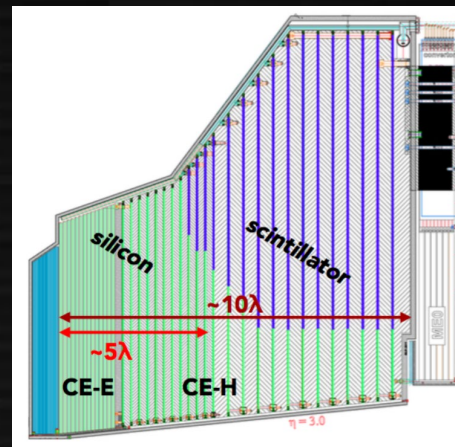 silicon
scintillator
~10λ
~5λ
CE-E
CE-H
η = 3.0